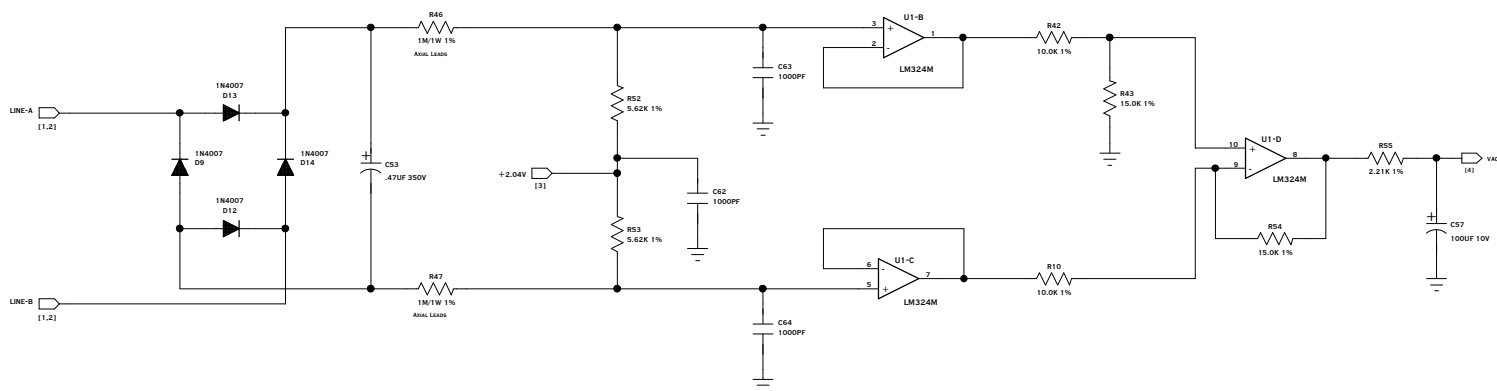 LINE-A
[1,2]
1N4007
D13
1N4007
D9
1N4007
D14
1N4007
D12
LINE-B
[1,2]
+
C53
.47UF 350V
R46
1M/1W 1%
AXIAL LEADS
R47
1M/1W 1%
AXIAL LEADS
+2.04V
[3]
R52
5.62K 1%
R53
5.62K 1%
C62
1000PF
C63
1000PF
C64
1000PF
U1-B
3
+
2
-
1
LM324M
U1-C
6
-
5
+
7
LM324M
R42
10.0K 1%
R43
15.0K 1%
R10
10.0K 1%
U1-D
10
+
9
-
8
LM324M
R54
15.0K 1%
R55
2.21K 1%
+
C57
100UF 10V
[4]